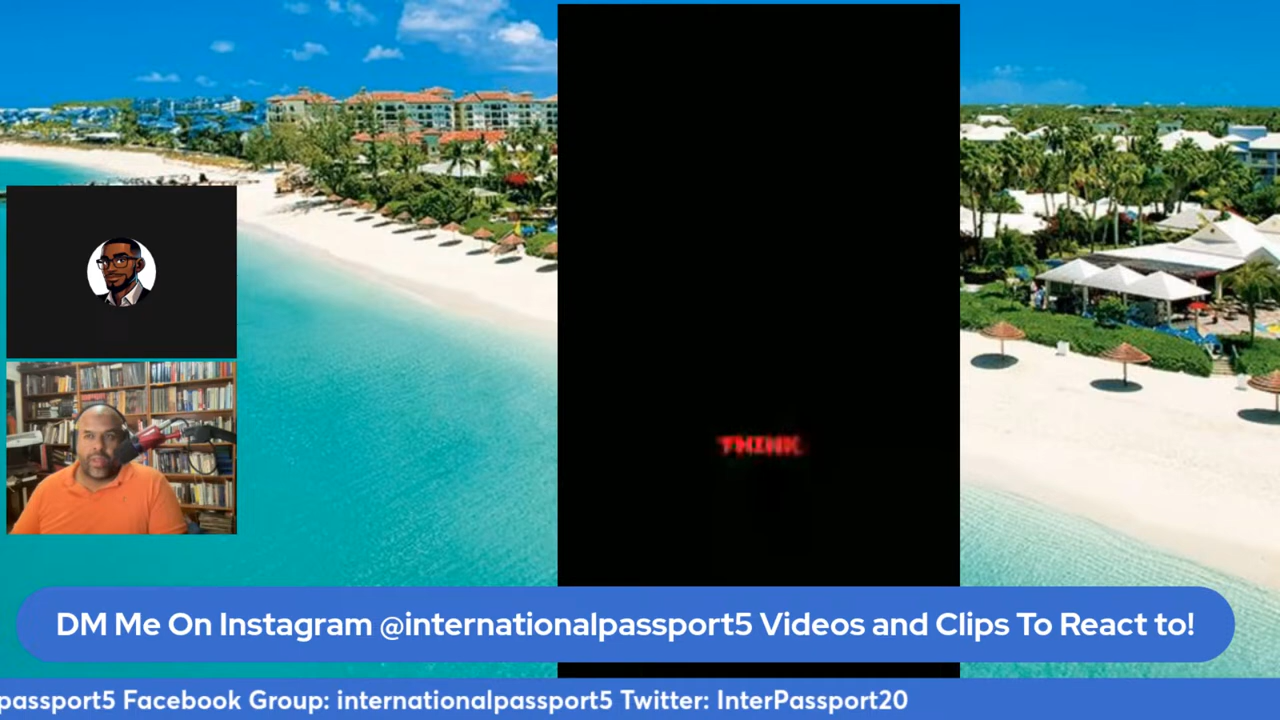 THINK
DM Me On Instagram @internationalpassport5 Videos and Clips To React to!
passport5 Facebook Group: internationalpassport5 Twitter: InterPassport20